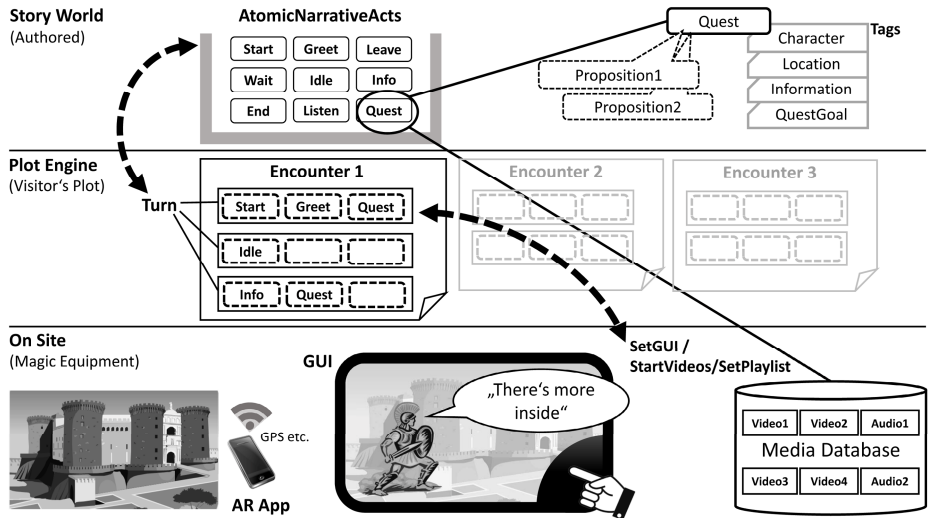 Story World
(Authored)
AtomicNarrativeActs
Start
Greet
Leave
Wait
Idle
Info
End
Listen
Quest
Quest
Proposition1
Proposition2
Tags
Character
Location
Information
QuestGoal
Plot Engine
(Visitor‘s Plot)
Turn
Encounter 1
Start
Greet
Quest
Idle
Info
Quest
Encounter 2
Encounter 3
On Site
(Magic Equipment)
GPS etc.
AR App
GUI
„There‘s more
inside“
SetGUI /
StartVideos/SetPlaylist
Video1
Video2
Audio1
Media Database
Video3
Video4
Audio2